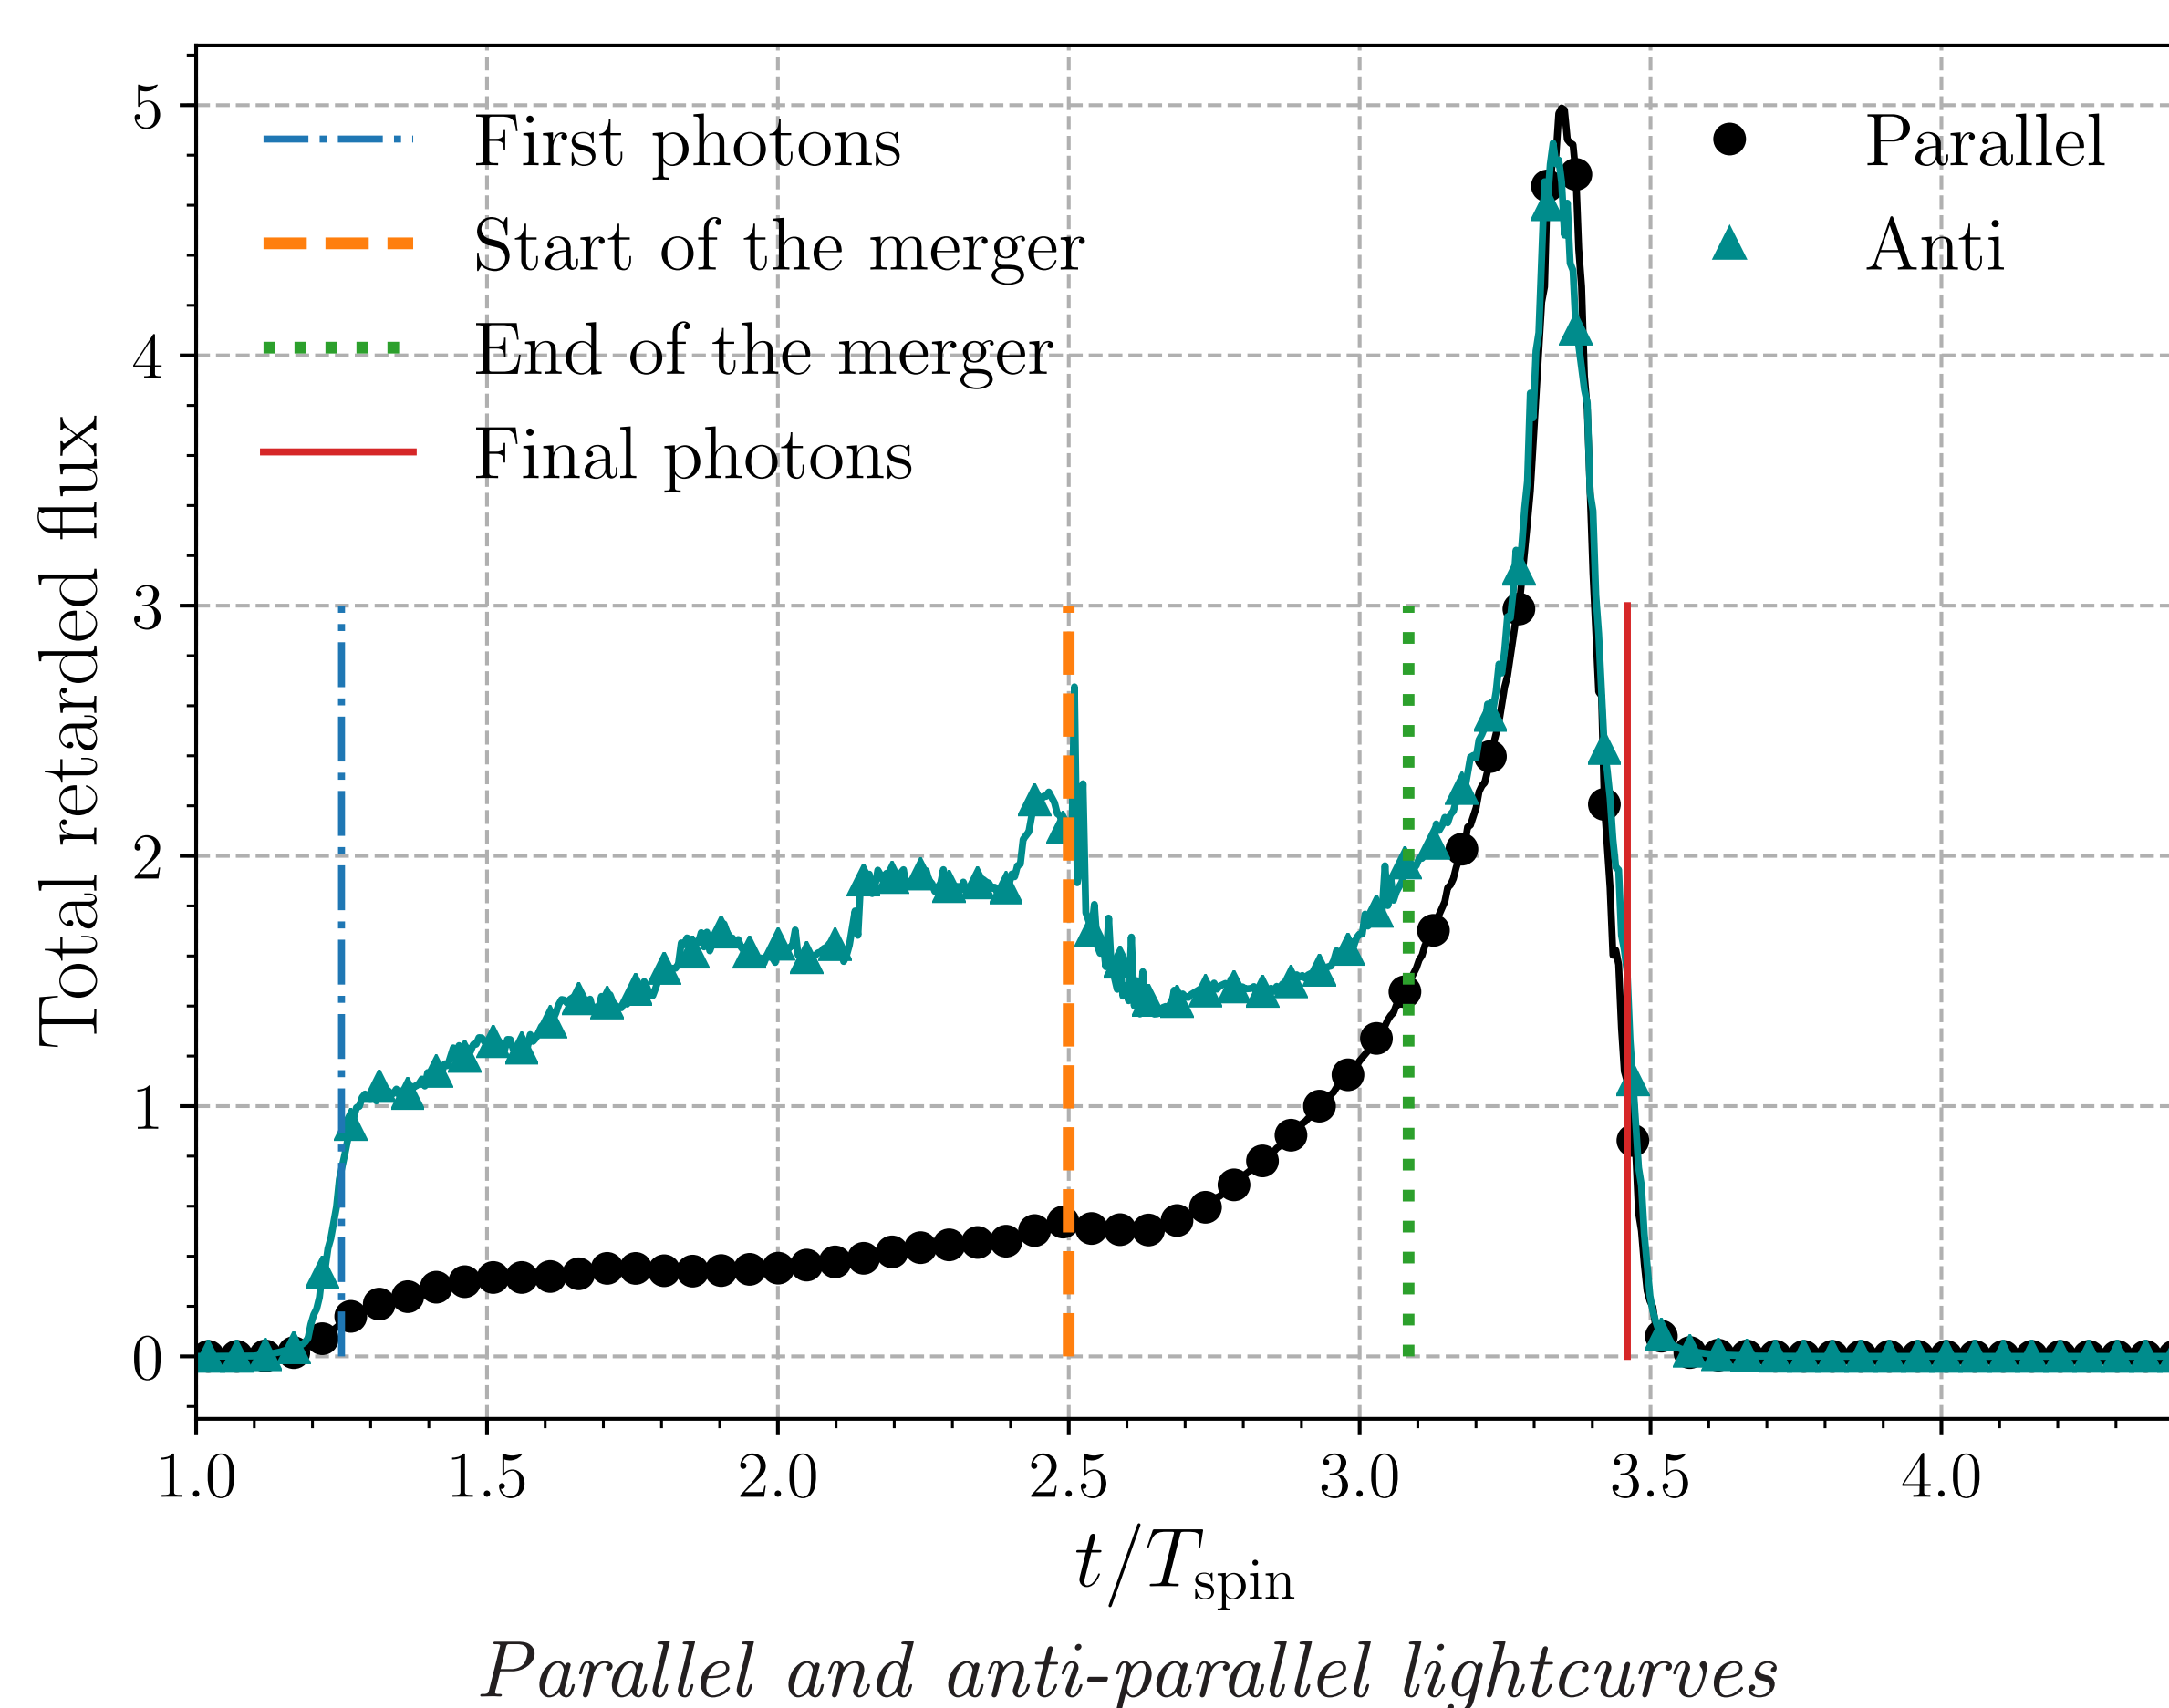 Total retarded flux
5
4
3
2
1
0
First photons
Start of the merger
End of the merger
Final photons
Parallel
Anti
1.0 1.5 2.0 2.5 3.0 3.5 4.0
t/T_spin
Parallel and anti-parallel lightcurves